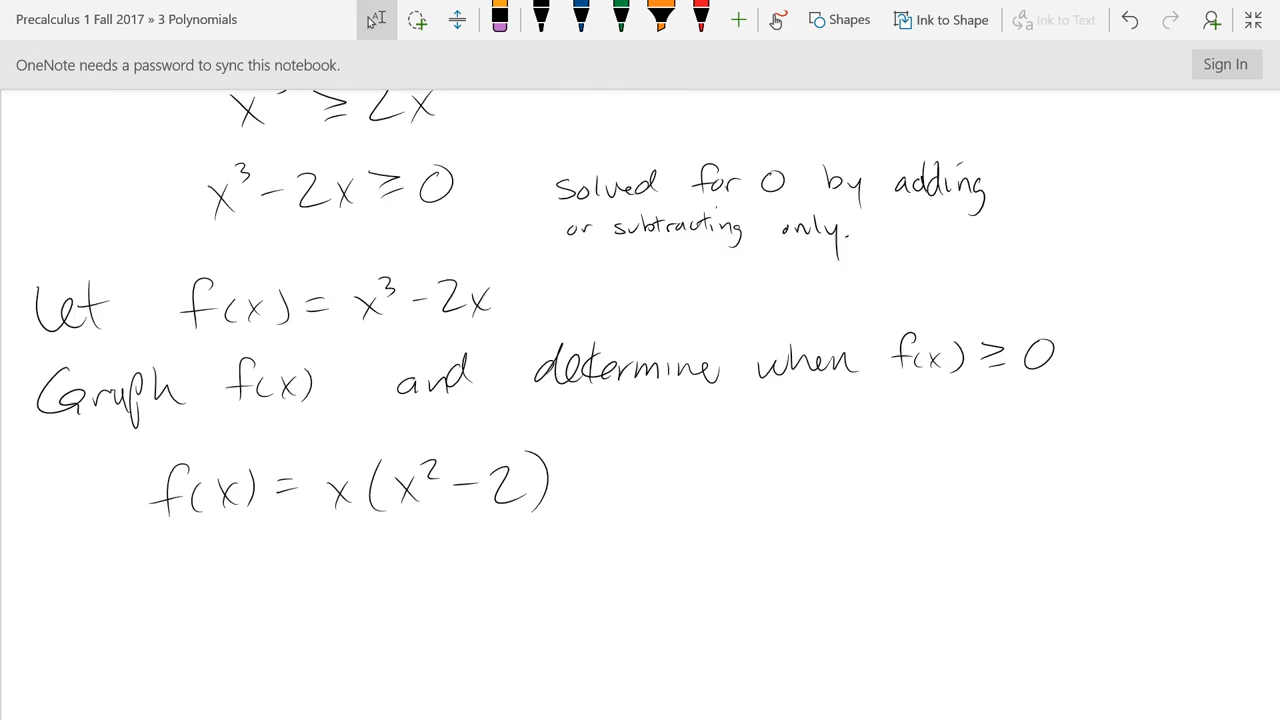 Precalculus 1 Fall 2017 » 3 Polynomials
Shapes
Ink to Shape
Ink to Text
OneNote needs a password to sync this notebook.
Sign In
x ≥ 2x
x³ - 2x ≥ 0
solved for 0 by adding
or subtracting only.
Let f(x) = x³ - 2x
Graph f(x) and determine when f(x) ≥ 0
f(x) = x(x² - 2)